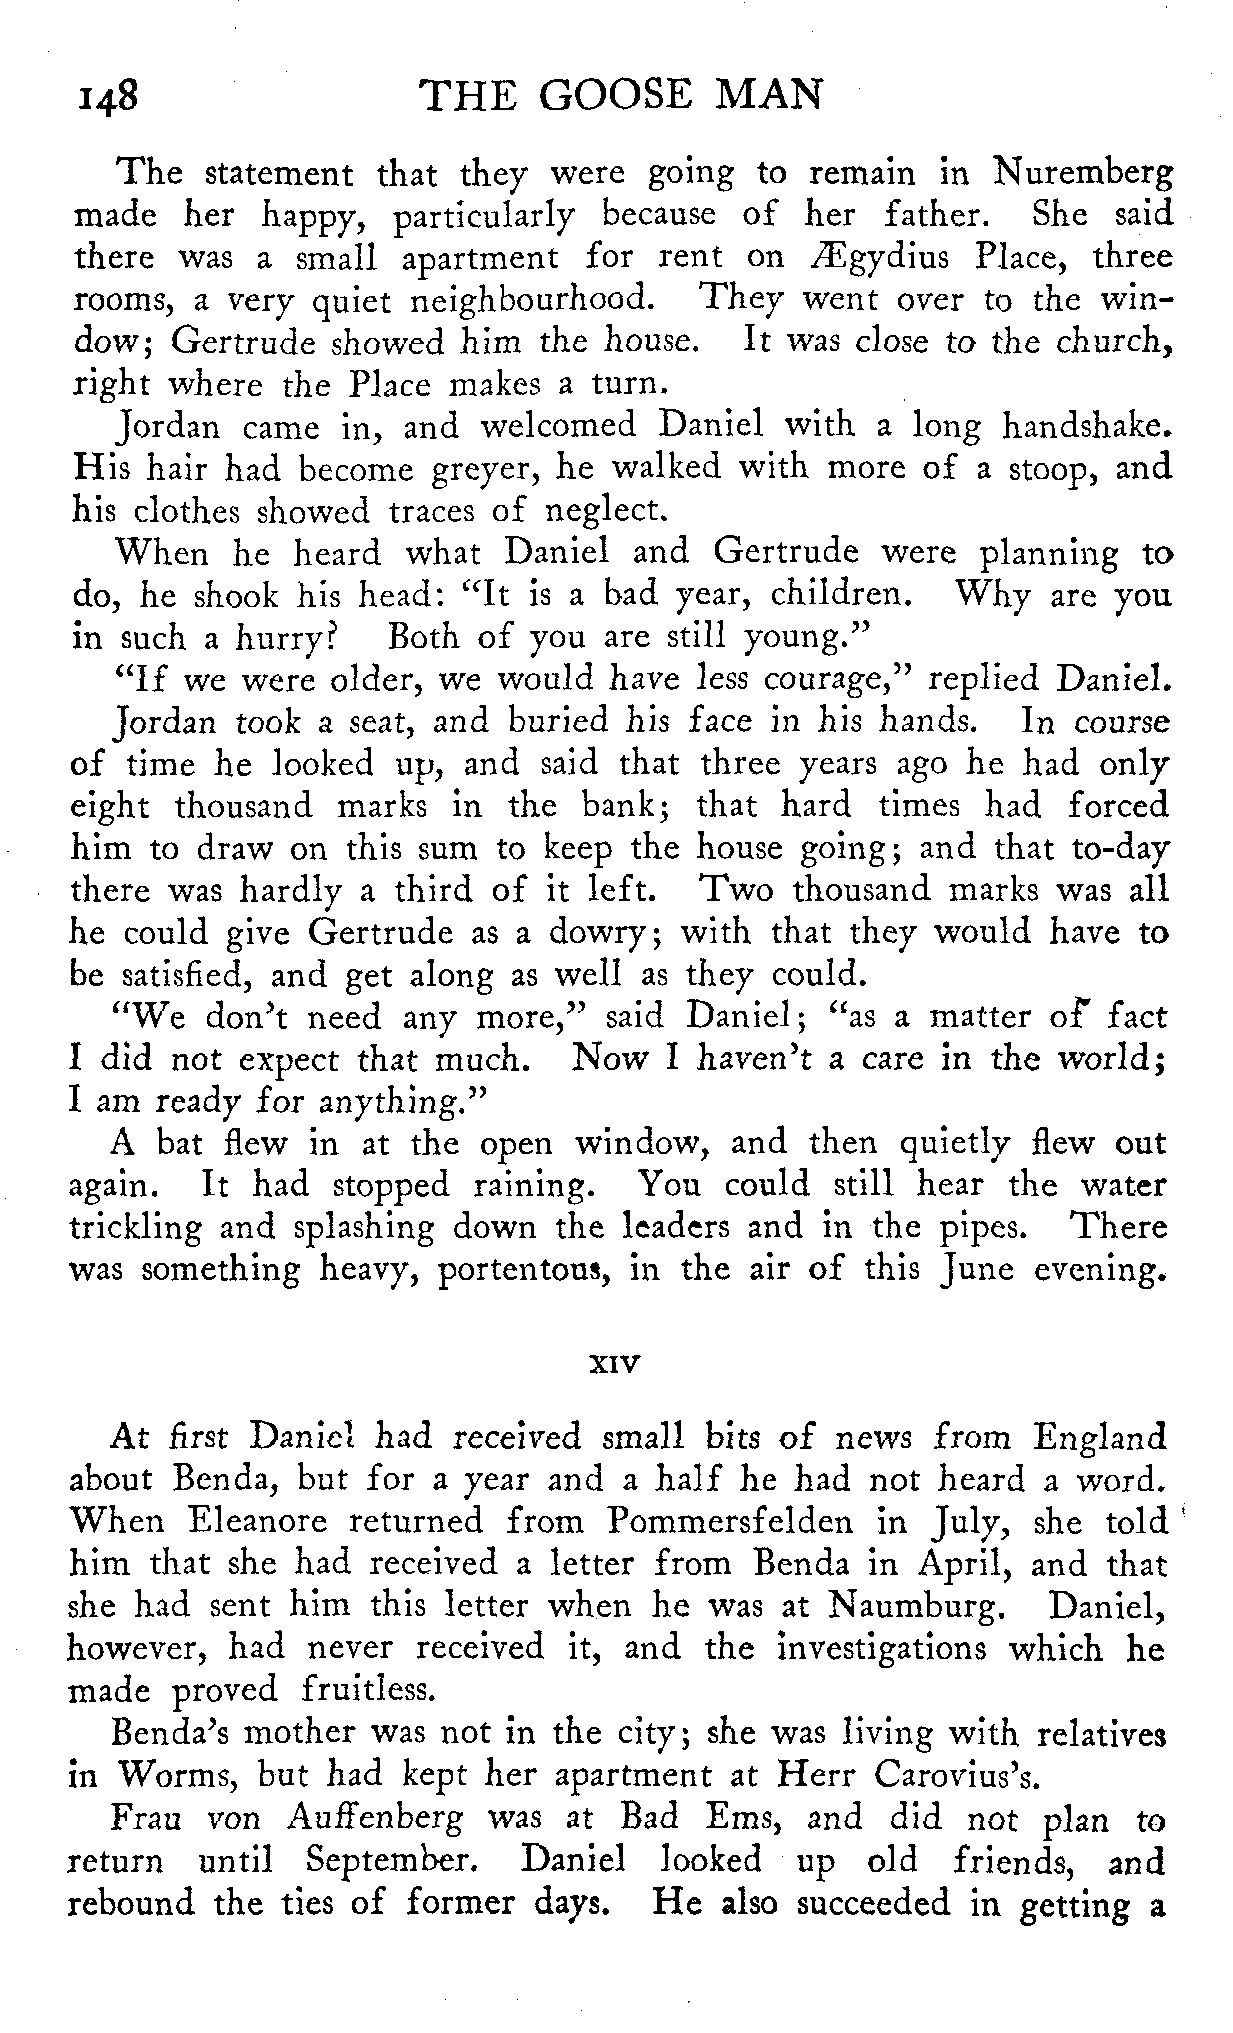 148 THE GOOSE MAN
The statement that they were going to remain in Nuremberg
made her happy, particularly because of her father. She said
there was a small apartment for rent on Ægydius Place, three
rooms, a very quiet neighbourhood. They went over to the win-
dow; Gertrude showed him the house. It was close to the church,
right where the Place makes a turn.
Jordan came in, and welcomed Daniel with a long handshake.
His hair had become greyer, he walked with more of a stoop, and
his clothes showed traces of neglect.
When he heard what Daniel and Gertrude were planning to
do, he shook his head: “It is a bad year, children. Why are you
in such a hurry? Both of you are still young.”
“If we were older, we would have less courage,” replied Daniel.
Jordan took a seat, and buried his face in his hands. In course
of time he looked up, and said that three years ago he had only
eight thousand marks in the bank; that hard times had forced
him to draw on this sum to keep the house going; and that to-day
there was hardly a third of it left. Two thousand marks was all
he could give Gertrude as a dowry; with that they would have to
be satisfied, and get along as well as they could.
“We don’t need any more,” said Daniel; “as a matter of fact
I did not expect that much. Now I haven’t a care in the world;
I am ready for anything.”
A bat flew in at the open window, and then quietly flew out
again. It had stopped raining. You could still hear the water
trickling and splashing down the leaders and in the pipes. There
was something heavy, portentous, in the air of this June evening.
XIV
At first Daniel had received small bits of news from England
about Benda, but for a year and a half he had not heard a word.
When Eleanore returned from Pommersfelden in July, she told
him that she had received a letter from Benda in April, and that
she had sent him this letter when he was at Naumburg. Daniel,
however, had never received it, and the investigations which he
made proved fruitless.
Benda’s mother was not in the city; she was living with relatives
in Worms, but had kept her apartment at Herr Carovius’s.
Frau von Auffenberg was at Bad Ems, and did not plan to
return until September. Daniel looked up old friends, and
rebound the ties of former days. He also succeeded in getting a